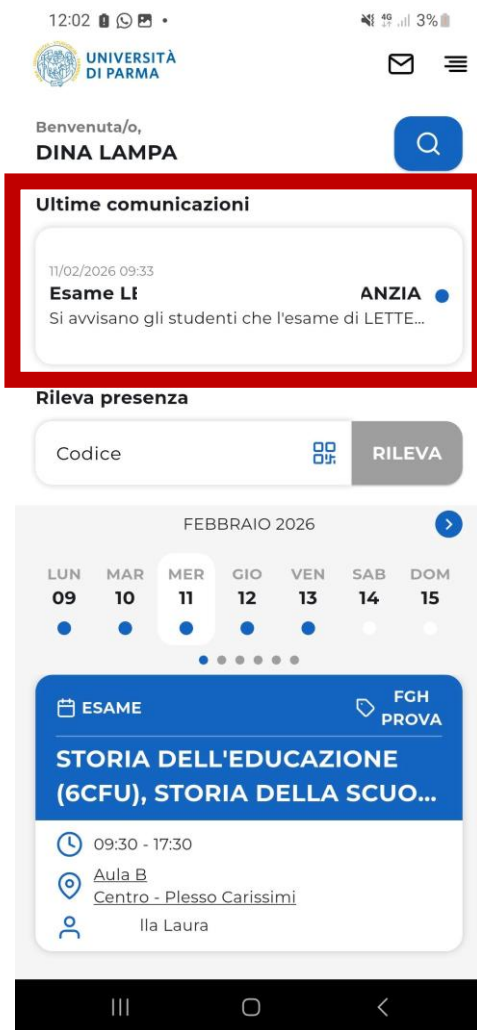 12:02 4G 3%
UNIVERSITÀ
DI PARMA
Benvenuta/o,
DINA LAMPA
Ultime comunicazioni
11/02/2026 09:33
Esame LE ANZIA
Si avvisano gli studenti che l'esame di LETTE...
Rileva presenza
Codice RILEVA
FEBBRAIO 2026
LUN MAR MER GIO VEN SAB DOM
09 10 11 12 13 14 15
ESAME FGH
PROVA
STORIA DELL'EDUCAZIONE
(6CFU), STORIA DELLA SCUO...
09:30 - 17:30
Aula B
Centro - Plesso Carissimi
lla Laura